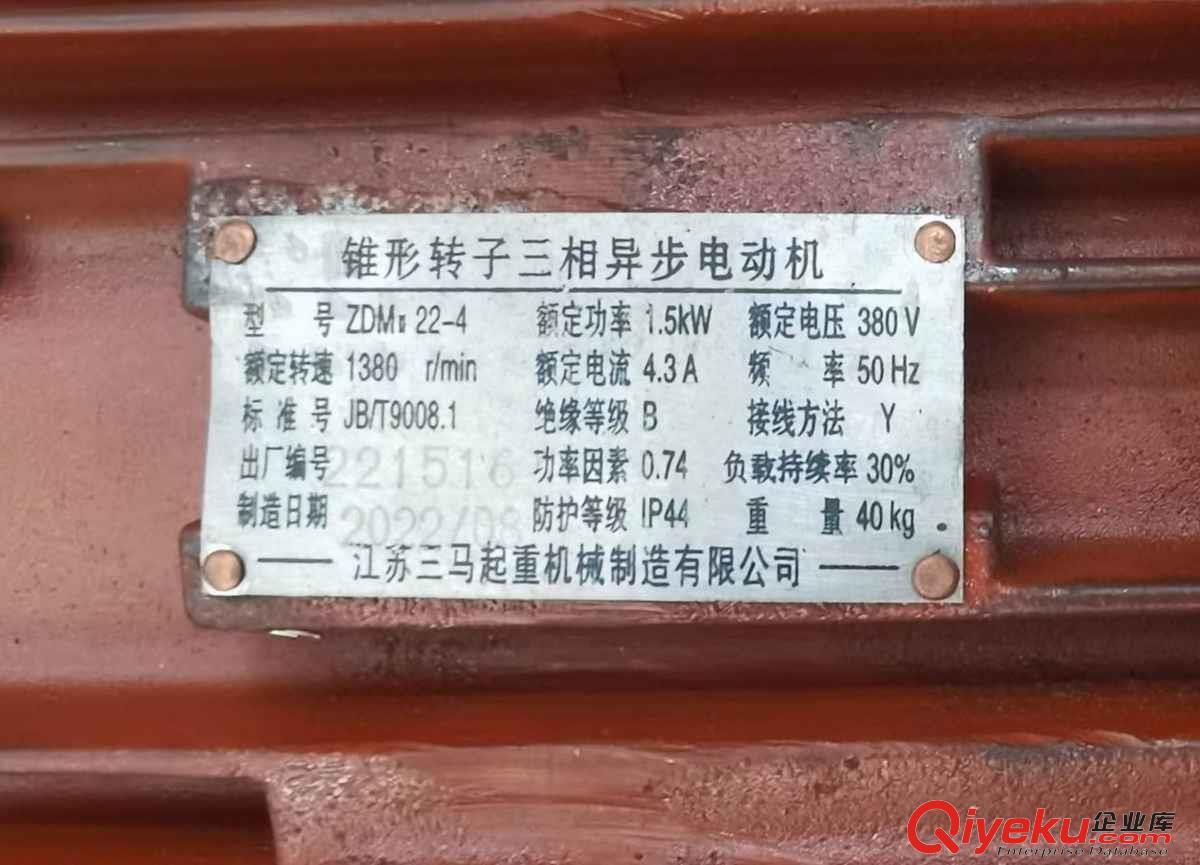 锥形转子三相异步电动机
型号 ZDM₁ 22-4 额定功率 1.5kW 额定电压 380 V
额定转速 1380 r/min 额定电流 4.3 A 频率 50 Hz
标准号 JB/T9008.1 绝缘等级 B 接线方法 Y
出厂编号 221516 功率因素 0.74 负载持续率 30%
制造日期 2022/08 防护等级 IP44 重量 40 kg
江苏三马起重机械制造有限公司
Qiyeku.com 企业库
Enterprise Database